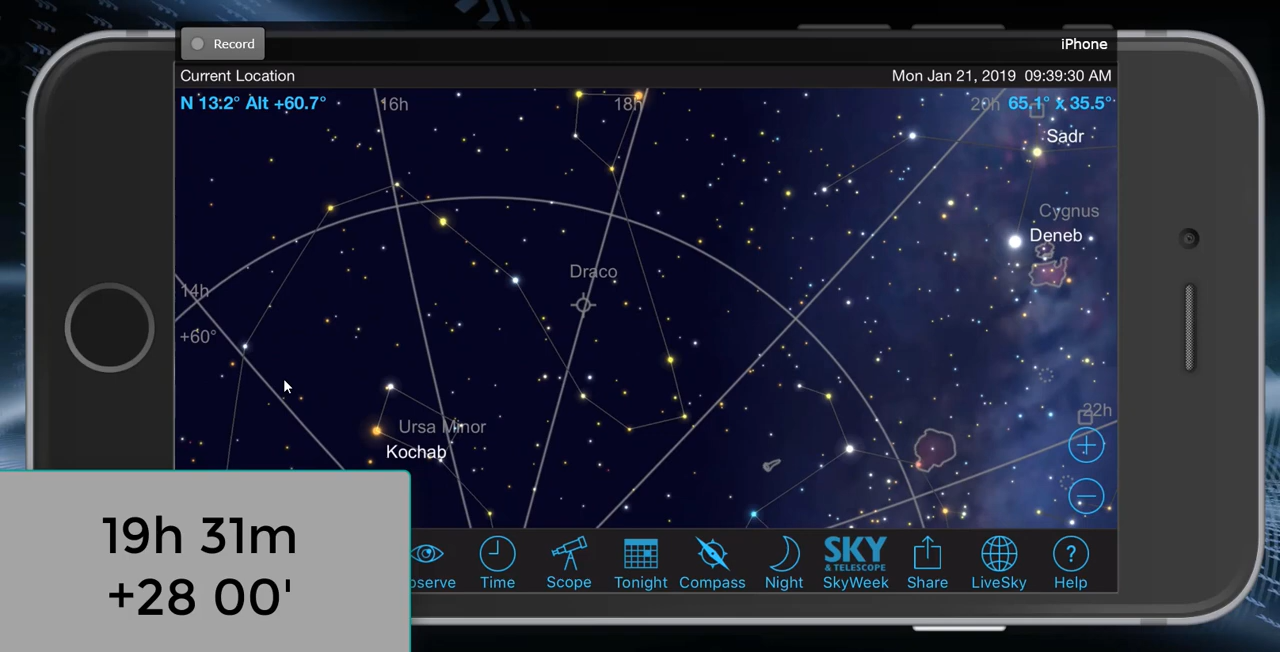 Record
iPhone
Current Location
Mon Jan 21, 2019 09:39:30 AM
N 13:2° Alt +60.7°
16h
18h
20h
65.1° x 35.5°
Sadr
Cygnus
Deneb
Draco
14h
+60°
22h
Ursa Minor
Kochab
Time
Scope
Tonight
Compass
Night
SKY
& TELESCOPE
SkyWeek
Share
LiveSky
?
Help
19h 31m
+28 00'